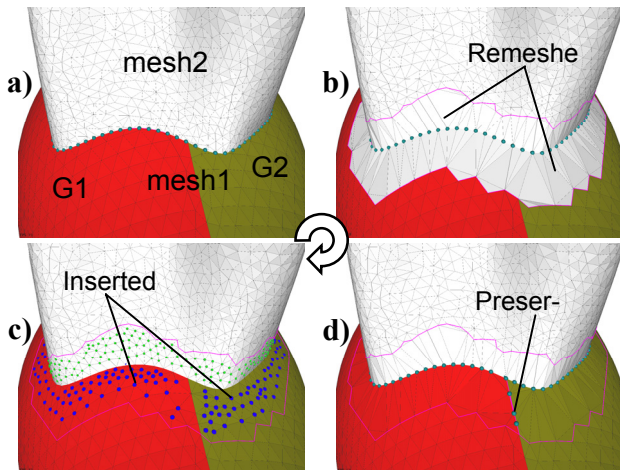 a)
mesh2
G1
mesh1
G2
b)
Remeshe
c)
Inserted
d)
Preser-